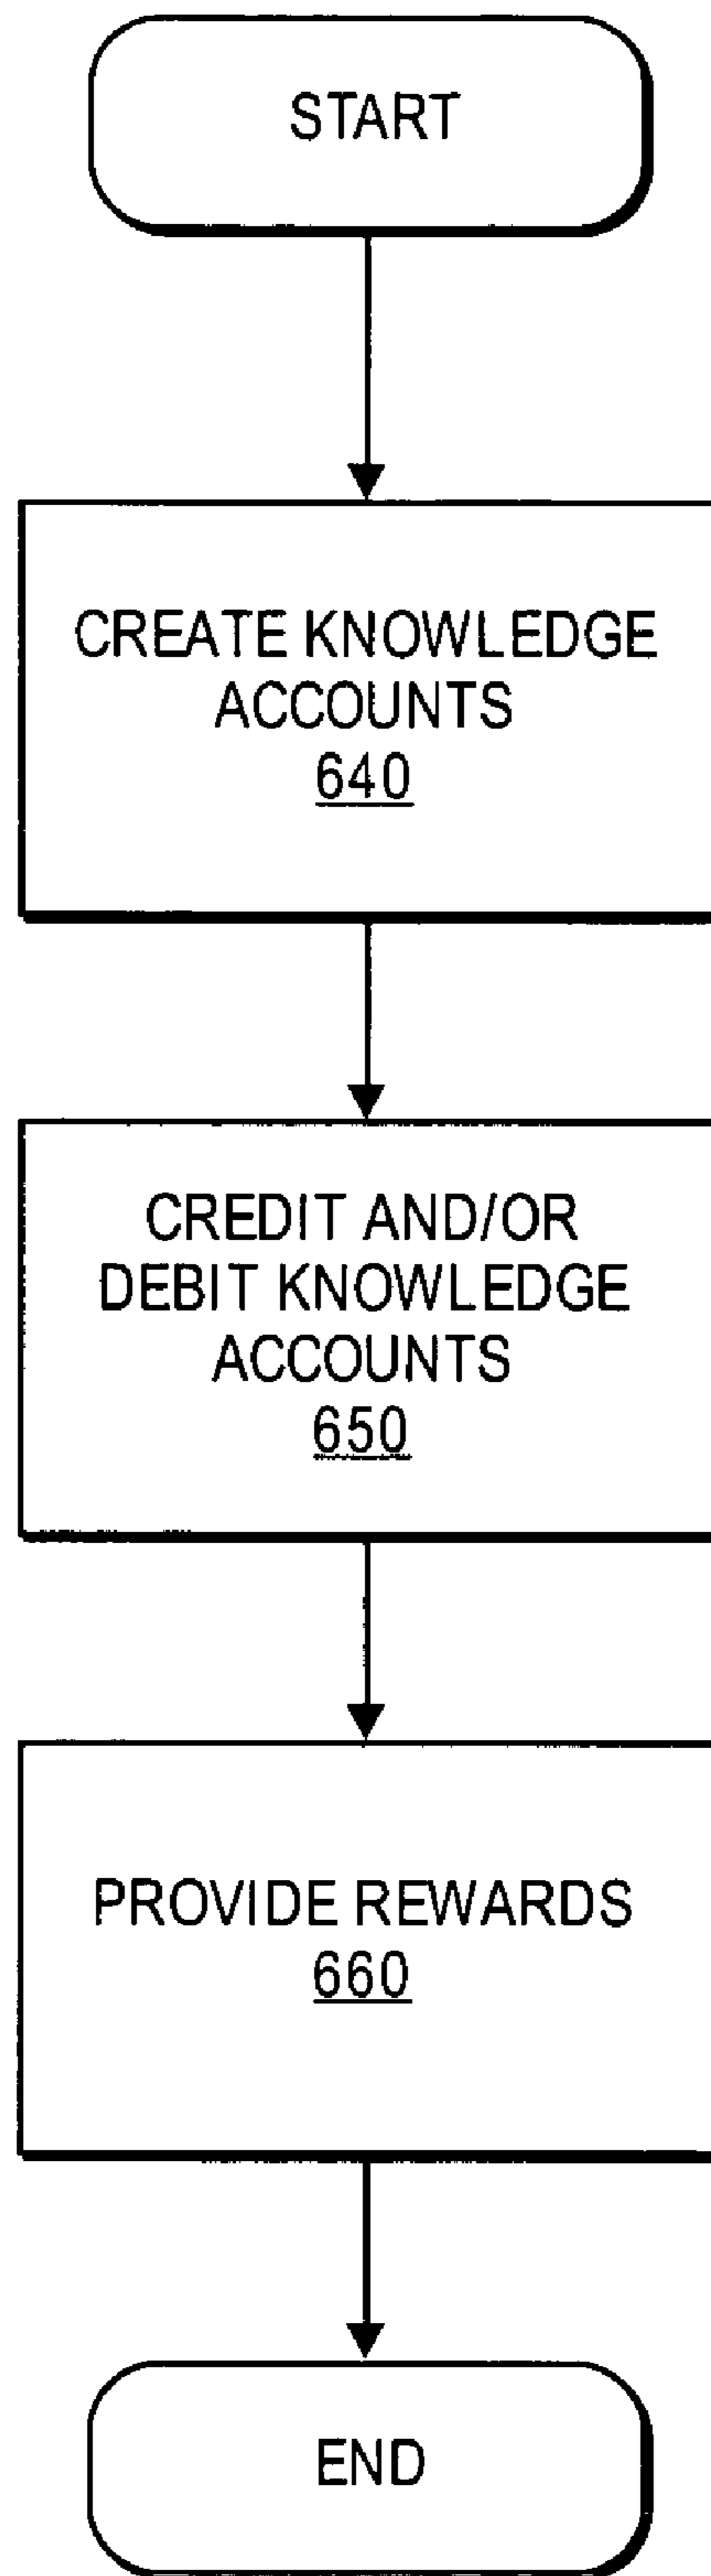 START
CREATE KNOWLEDGE
ACCOUNTS
640
CREDIT AND/OR
DEBIT KNOWLEDGE
ACCOUNTS
650
PROVIDE REWARDS
660
END